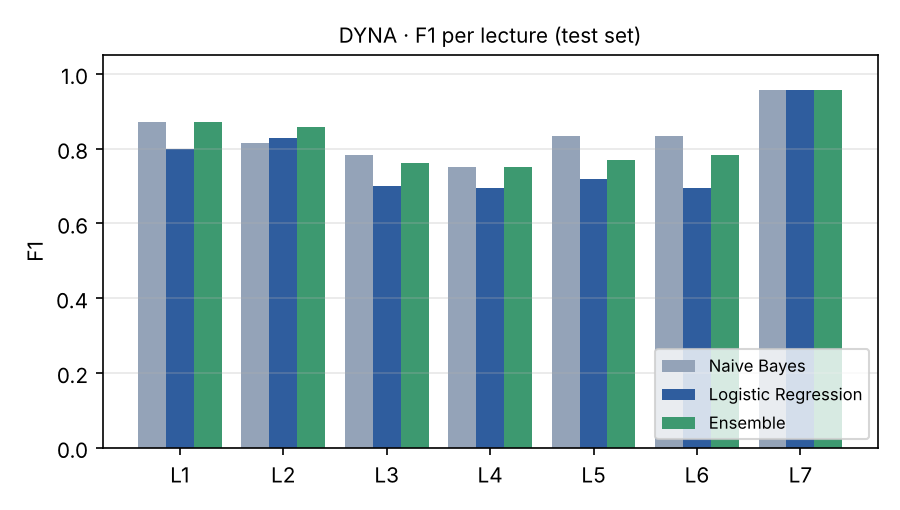 DYNA · F1 per lecture (test set)
F1
1.0
0.8
0.6
0.4
0.2
0.0
L1 L2 L3 L4 L5 L6 L7
Naive Bayes
Logistic Regression
Ensemble